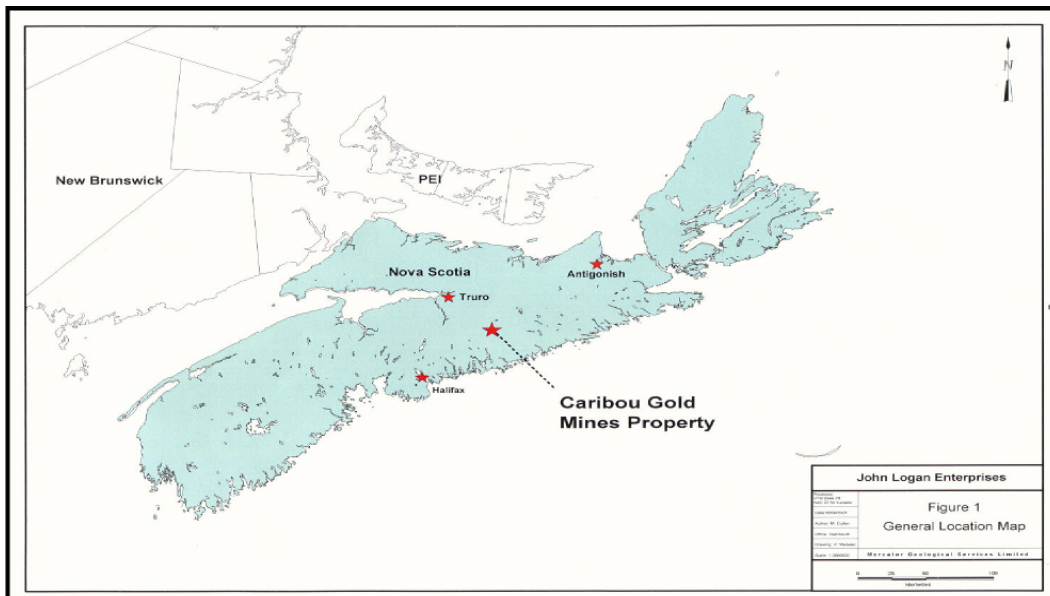 N
New Brunswick
PEI
Nova Scotia
Antigonish
Truro
Halifax
Caribou Gold
Mines Property
John Logan Enterprises
Figure 1
General Location Map
Mercator Geological Services Limited
0 25 50 100
Kilometres